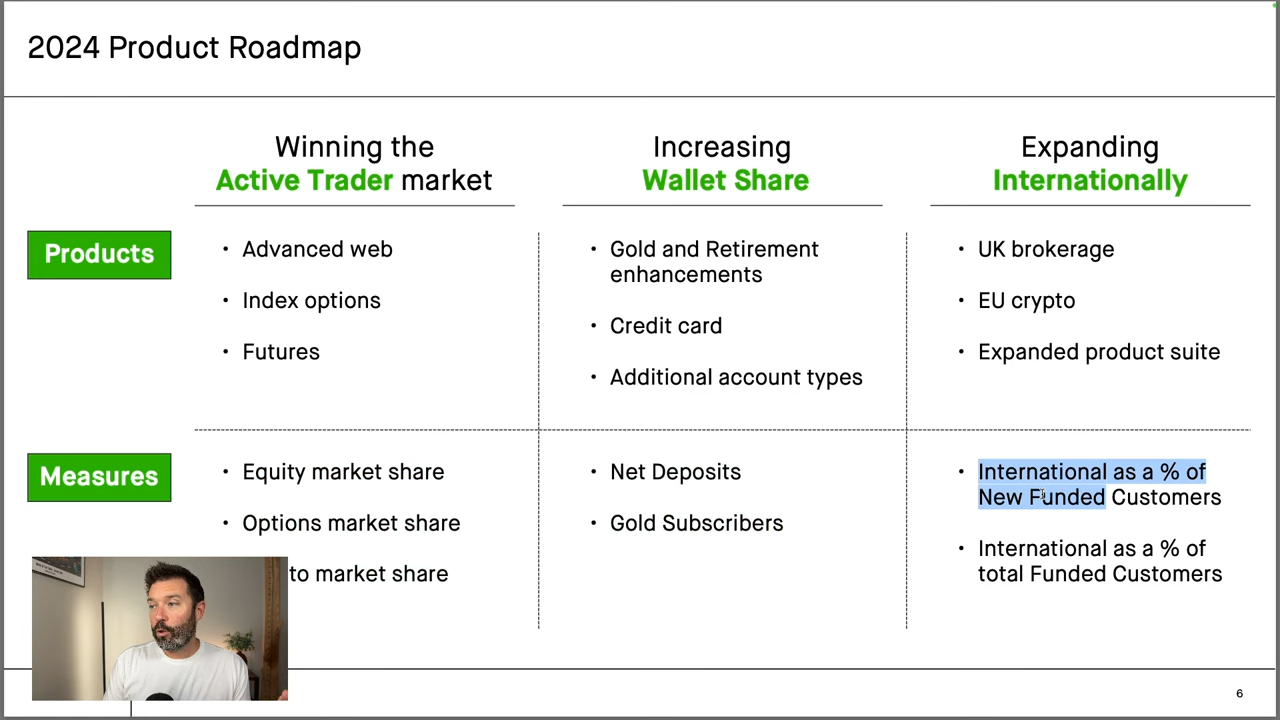 2024 Product Roadmap
Winning the
Active Trader market
Increasing
Wallet Share
Expanding
Internationally
Products
• Advanced web
• Index options
• Futures
• Gold and Retirement
enhancements
• Credit card
• Additional account types
• UK brokerage
• EU crypto
• Expanded product suite
Measures
• Equity market share
• Options market share
to market share
• Net Deposits
• Gold Subscribers
• International as a % of
New Funded Customers
• International as a % of
total Funded Customers
6